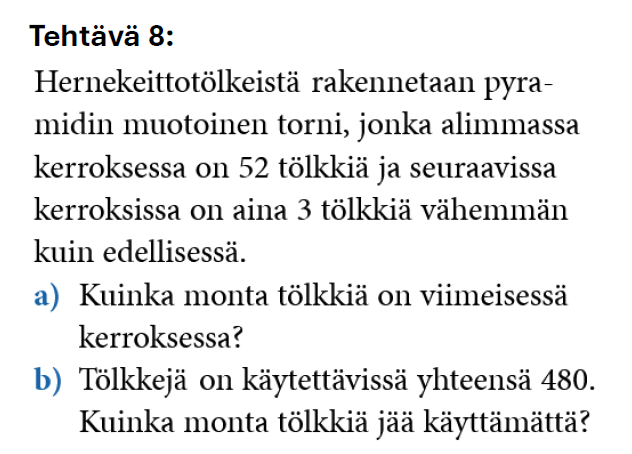 Tehtävä 8:
Hernekeittotölkeistä rakennetaan pyra-
midin muotoinen torni, jonka alimmassa
kerroksessa on 52 tölkkiä ja seuraavissa
kerroksissa on aina 3 tölkkiä vähemmän
kuin edellisessä.
a) Kuinka monta tölkkiä on viimeisessä
kerroksessa?
b) Tölkkejä on käytettävissä yhteensä 480.
Kuinka monta tölkkiä jää käyttämättä?